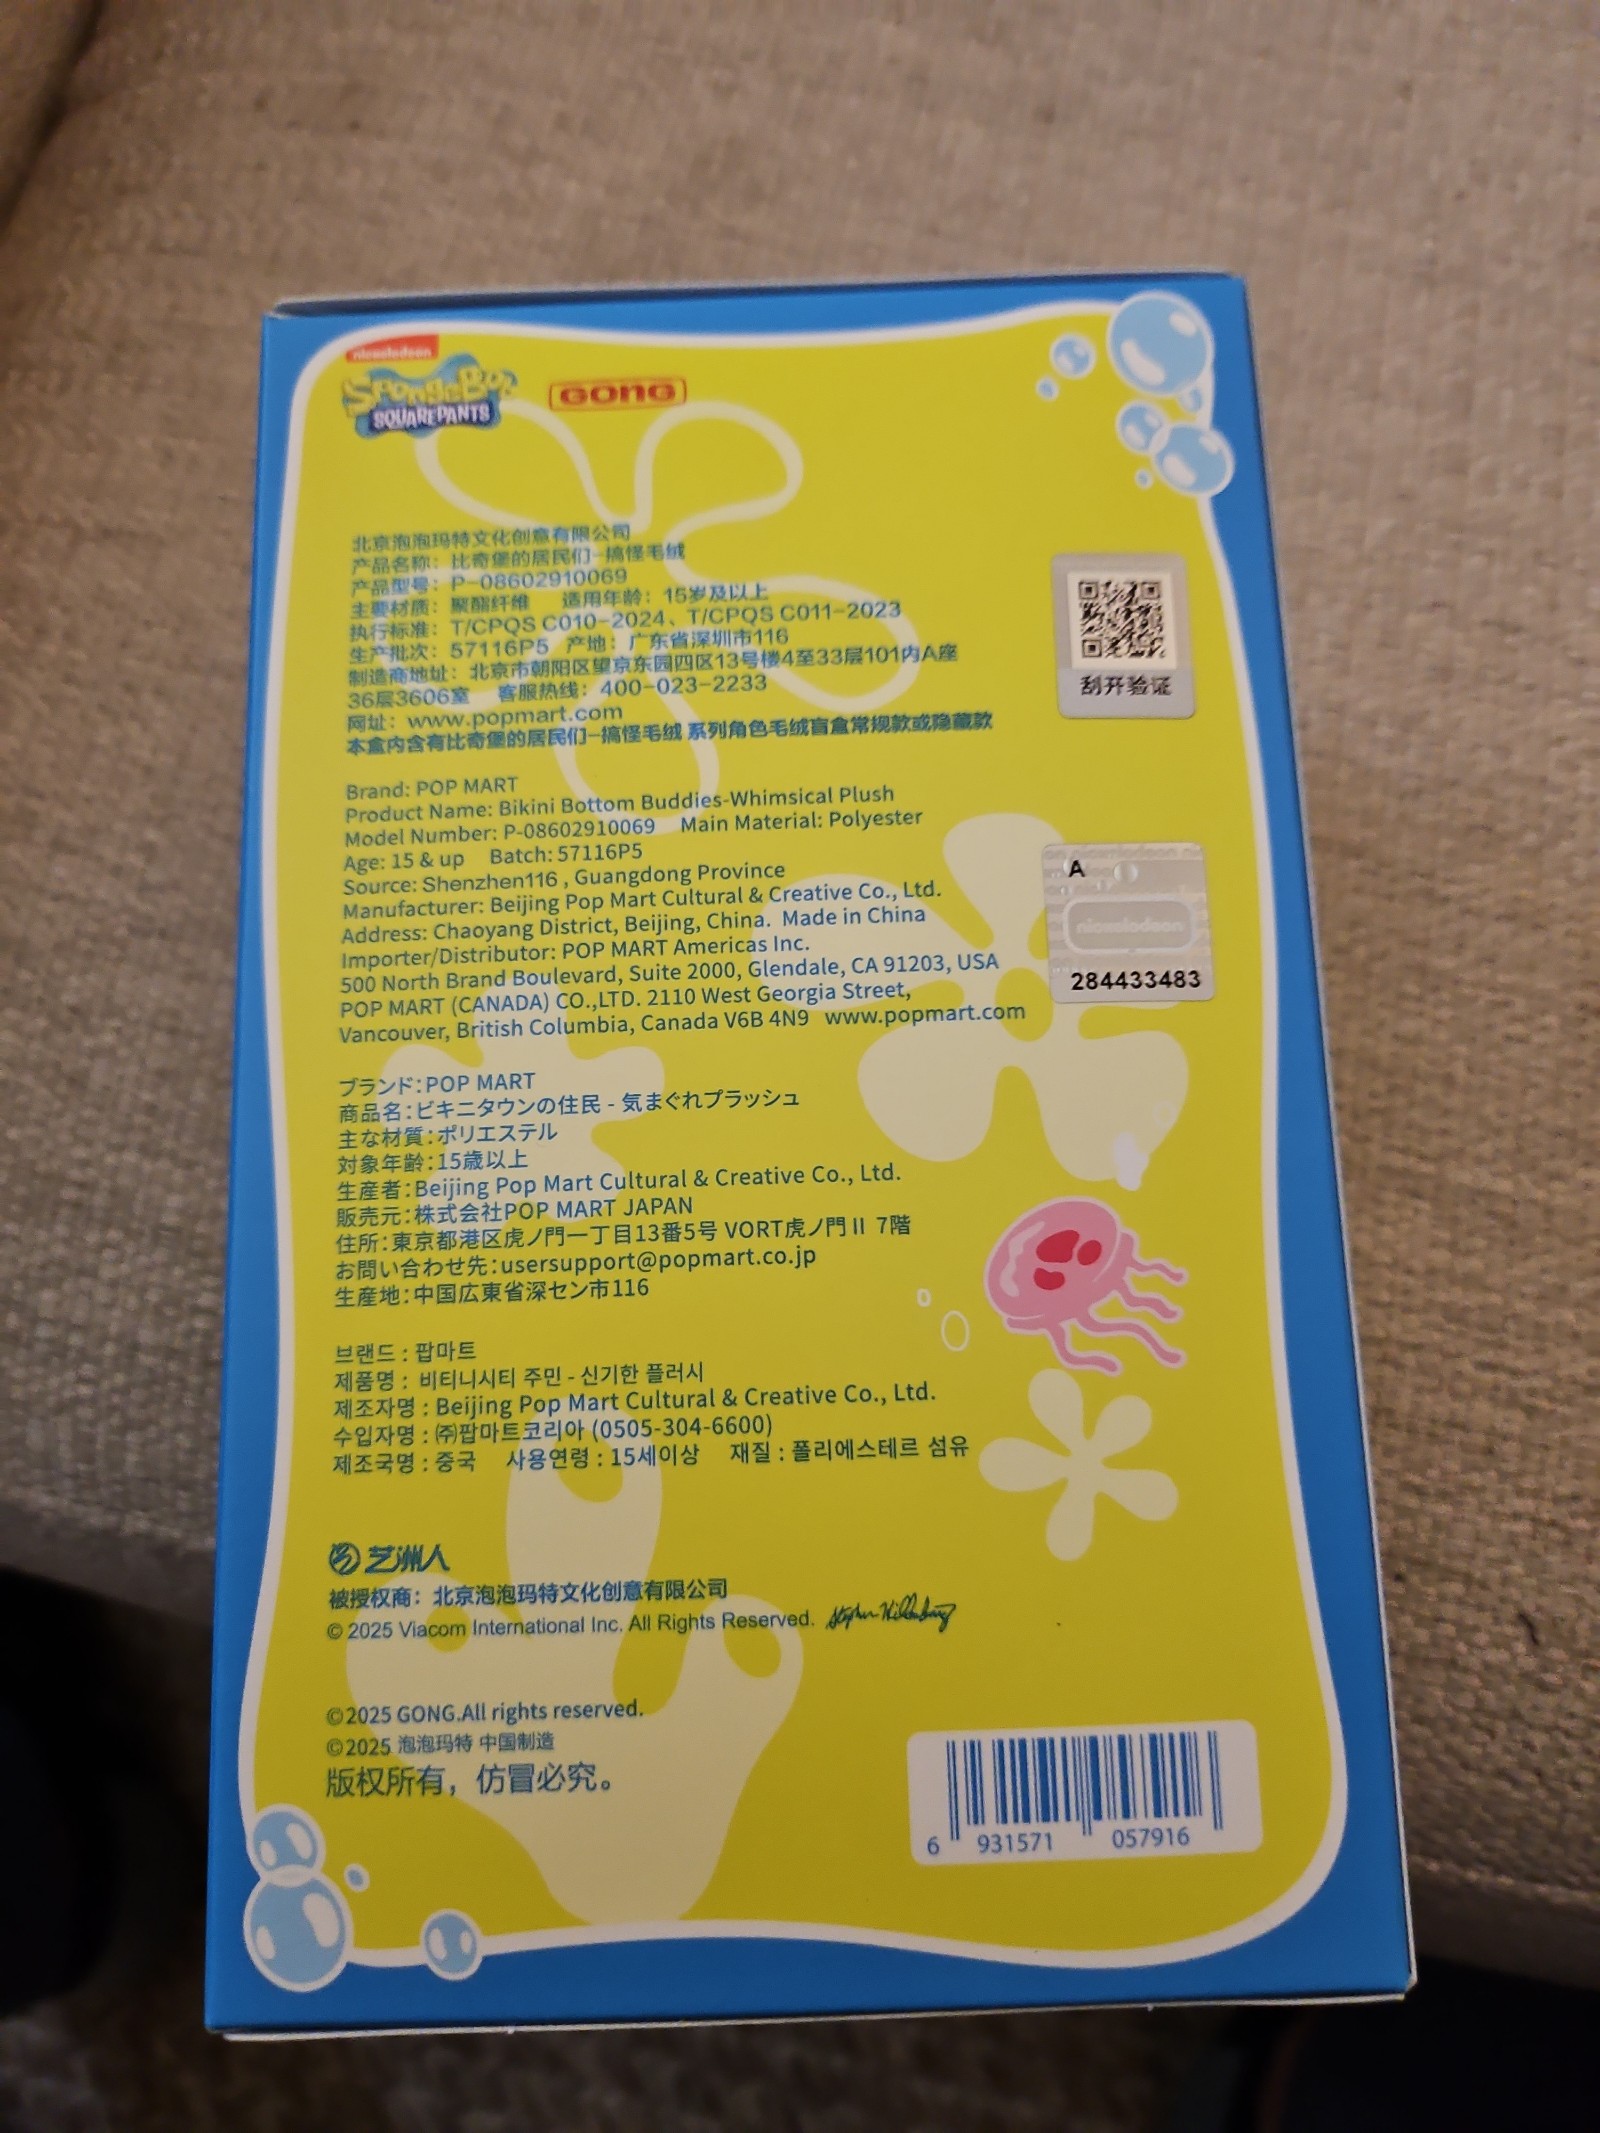 nickelodeon
SpongeBob
SQUAREPANTS
GONG
北京泡泡玛特文化创意有限公司
产品名称：比奇堡的居民们-搞怪毛绒
产品型号：P-08602910069
主要材质：聚酯纤维 适用年龄：15岁及以上
执行标准：T/CPQS C010-2024、T/CPQS C011-2023
生产批次：57116P5 产地：广东省深圳市116
制造商地址：北京市朝阳区望京东园四区13号楼4至33层101内A座
36层3606室 客服热线：400-023-2233
网址：www.popmart.com
本盒内含有比奇堡的居民们-搞怪毛绒 系列角色毛绒盲盒常规款或隐藏款
刮开验证
Brand: POP MART
Product Name: Bikini Bottom Buddies-Whimsical Plush
Model Number: P-08602910069 Main Material: Polyester
Age: 15 & up Batch: 57116P5
Source: Shenzhen116 , Guangdong Province
Manufacturer: Beijing Pop Mart Cultural & Creative Co., Ltd.
Address: Chaoyang District, Beijing, China. Made in China
Importer/Distributor: POP MART Americas Inc.
500 North Brand Boulevard, Suite 2000, Glendale, CA 91203, USA
POP MART (CANADA) CO.,LTD. 2110 West Georgia Street,
Vancouver, British Columbia, Canada V6B 4N9 www.popmart.com
A
nickelodeon
284433483
ブランド:POP MART
商品名:ビキニタウンの住民 - 気まぐれプラッシュ
主な材質:ポリエステル
対象年齢:15歳以上
生産者:Beijing Pop Mart Cultural & Creative Co., Ltd.
販売元:株式会社POP MART JAPAN
住所:東京都港区虎ノ門一丁目13番5号 VORT虎ノ門 II 7階
お問い合わせ先:usersupport@popmart.co.jp
生産地:中国広東省深セン市116
브랜드 : 팝마트
제품명 : 비티니시티 주민 - 신기한 플러시
제조자명 : Beijing Pop Mart Cultural & Creative Co., Ltd.
수입자명 : ㈜팝마트코리아 (0505-304-6600)
제조국명 : 중국 사용연령 : 15세이상 재질 : 폴리에스테르 섬유
艺洲人
被授权商：北京泡泡玛特文化创意有限公司
© 2025 Viacom International Inc. All Rights Reserved. Stephen Hillenburg
©2025 GONG.All rights reserved.
©2025 泡泡玛特 中国制造
版权所有，仿冒必究。
6 931571 057916